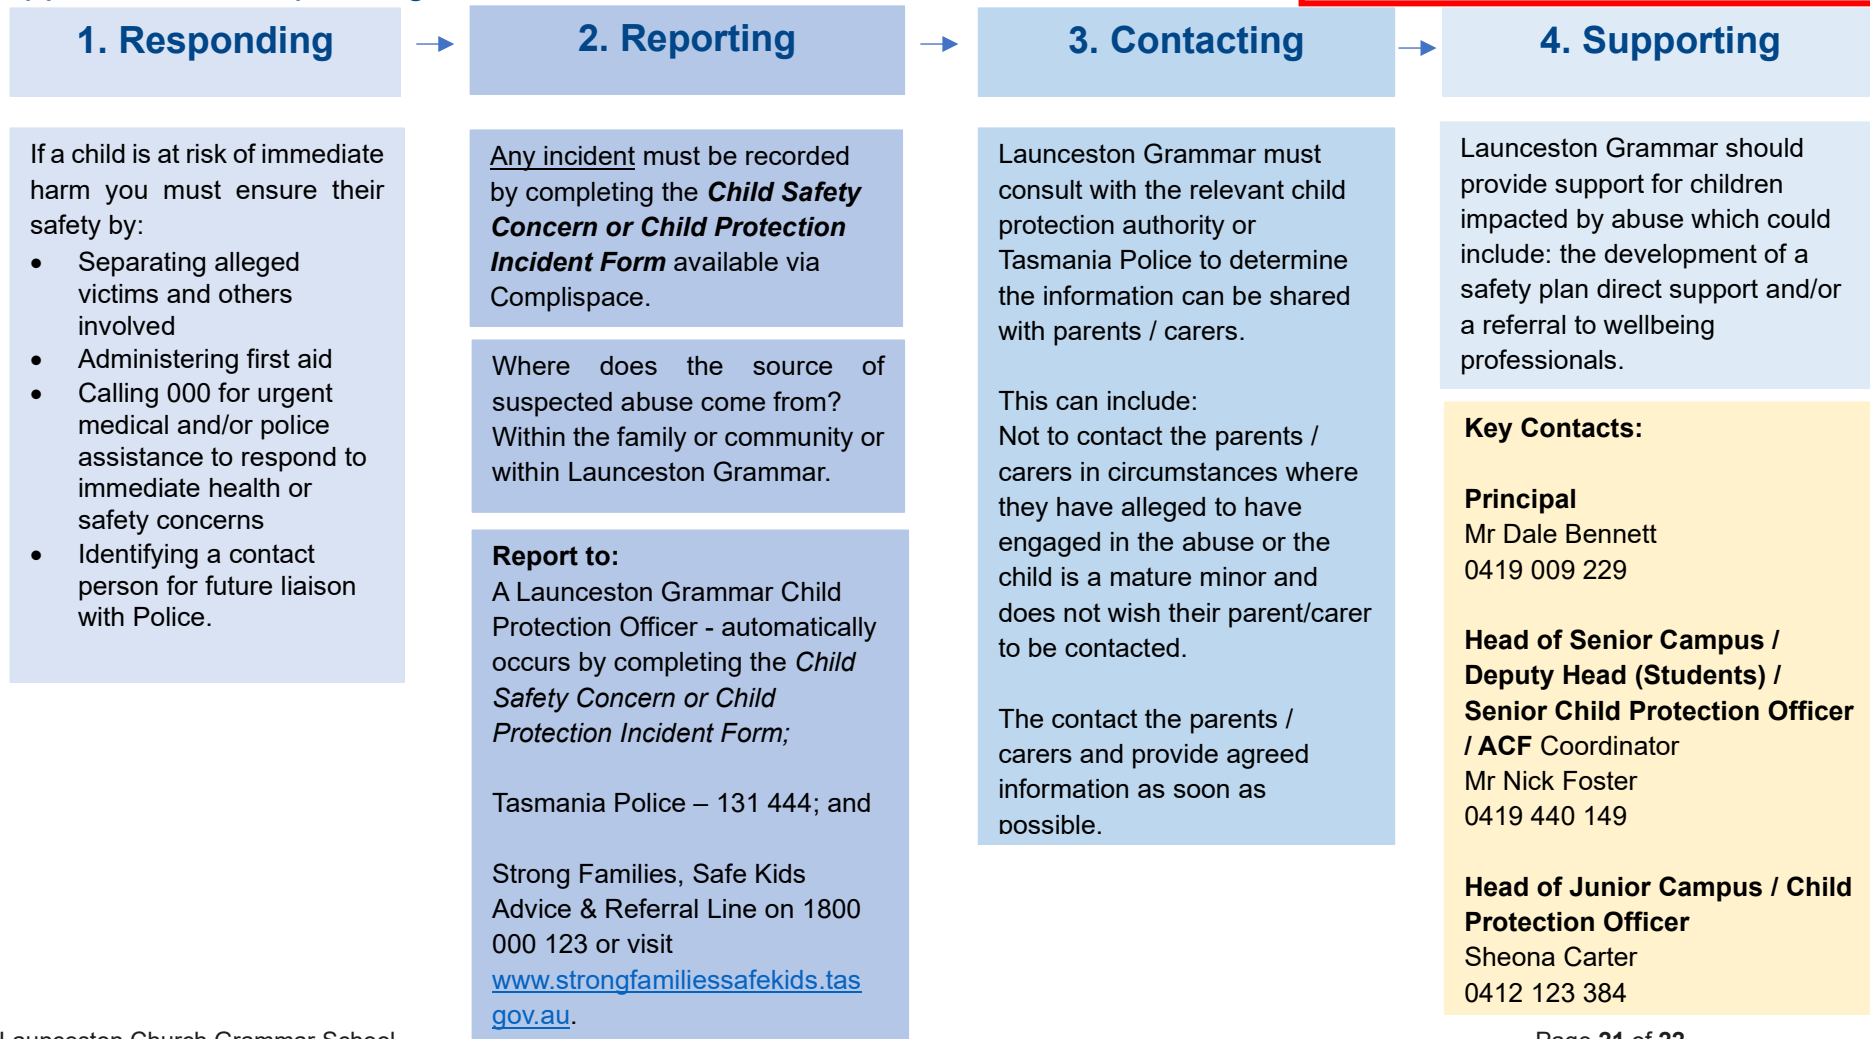 1. Responding
2. Reporting
3. Contacting
4. Supporting
If a child is at risk of immediate
harm you must ensure their
safety by:
• Separating alleged
victims and others
involved
• Administering first aid
• Calling 000 for urgent
medical and/or police
assistance to respond to
immediate health or
safety concerns
• Identifying a contact
person for future liaison
with Police.
Any incident must be recorded
by completing the Child Safety
Concern or Child Protection
Incident Form available via
Complispace.
Where does the source of
suspected abuse come from?
Within the family or community or
within Launceston Grammar.
Report to:
A Launceston Grammar Child
Protection Officer - automatically
occurs by completing the Child
Safety Concern or Child
Protection Incident Form;
Tasmania Police – 131 444; and
Strong Families, Safe Kids
Advice & Referral Line on 1800
000 123 or visit
www.strongfamiliessafekids.tas
gov.au.
Launceston Grammar must
consult with the relevant child
protection authority or
Tasmania Police to determine
the information can be shared
with parents / carers.
This can include:
Not to contact the parents /
carers in circumstances where
they have alleged to have
engaged in the abuse or the
child is a mature minor and
does not wish their parent/carer
to be contacted.
The contact the parents /
carers and provide agreed
information as soon as
possible.
Launceston Grammar should
provide support for children
impacted by abuse which could
include: the development of a
safety plan direct support and/or
a referral to wellbeing
professionals.
Key Contacts:
Principal
Mr Dale Bennett
0419 009 229
Head of Senior Campus /
Deputy Head (Students) /
Senior Child Protection Officer
/ ACF Coordinator
Mr Nick Foster
0419 440 149
Head of Junior Campus / Child
Protection Officer
Sheona Carter
0412 123 384
Launceston Church Grammar School
Page 21 of 22